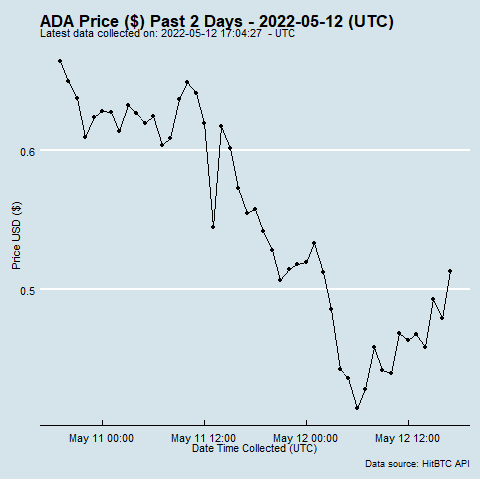 ADA Price ($) Past 2 Days - 2022-05-12 (UTC)
Latest data collected on: 2022-05-12 17:04:27 - UTC
Price USD ($)
0.6
0.5
May 11 00:00
May 11 12:00
May 12 00:00
May 12 12:00
Date Time Collected (UTC)
Data source: HitBTC API